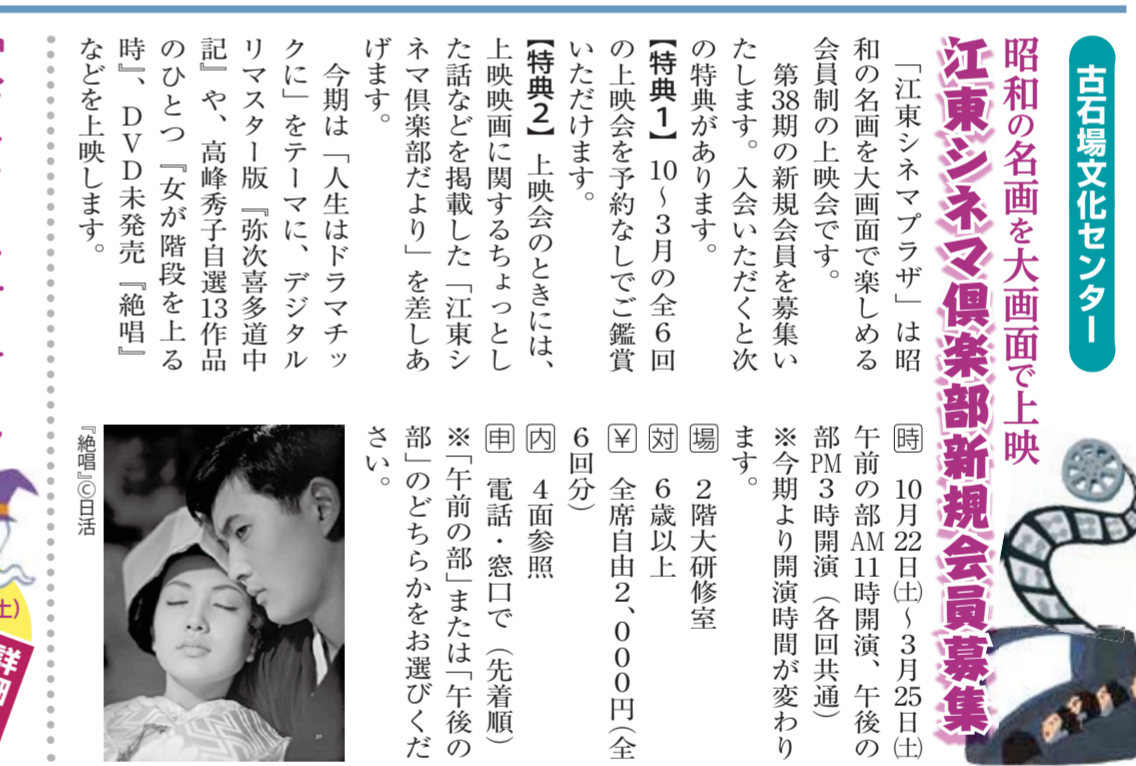 古石場文化センター
昭和の名画を大画面で上映
江東シネマ倶楽部新規会員募集
「江東シネマプラザ」は昭
和の名画を大画面で楽しめる
会員制の上映会です。
第38期の新規会員を募集い
たします。入会いただくと次
の特典があります。
【特典1】 10〜3月の全6回
の上映会を予約なしでご鑑賞
いただけます。
【特典2】 上映会のときには、
上映映画に関するちょっとし
た話などを掲載した「江東シ
ネマ倶楽部だより」を差しあ
げます。
今期は「人生はドラマチッ
クに」をテーマに、デジタル
リマスター版『弥次喜多道中
記』や、高峰秀子自選13作品
のひとつ『女が階段を上る
時』、DVD未発売『絶唱』
などを上映します。
時 10月22日(土)〜3月25日(土)
午前の部AM11時開演、午後の
部PM3時開演(各回共通)
※今期より開演時間が変わり
ます。
場 2階大研修室
対 6歳以上
¥ 全席自由2、000円(全
6回分)
内 4面参照
申 電話・窓口で(先着順)
※「午前の部」または「午後の
部」のどちらかをお選びくだ
さい。
『絶唱』©日活
土)
詳細